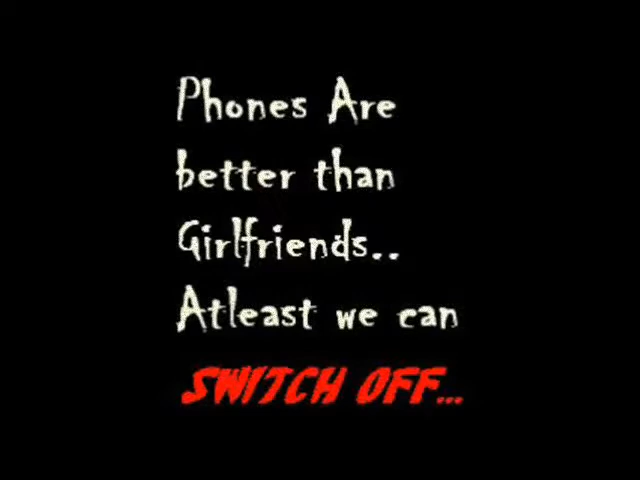 Phones Are
better than
Girlfriends..
Atleast we can
SWITCH OFF...